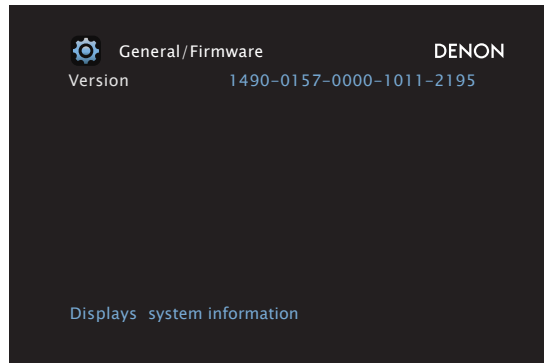 General/Firmware DENON
Version 1490-0157-0000-1011-2195
Displays system information